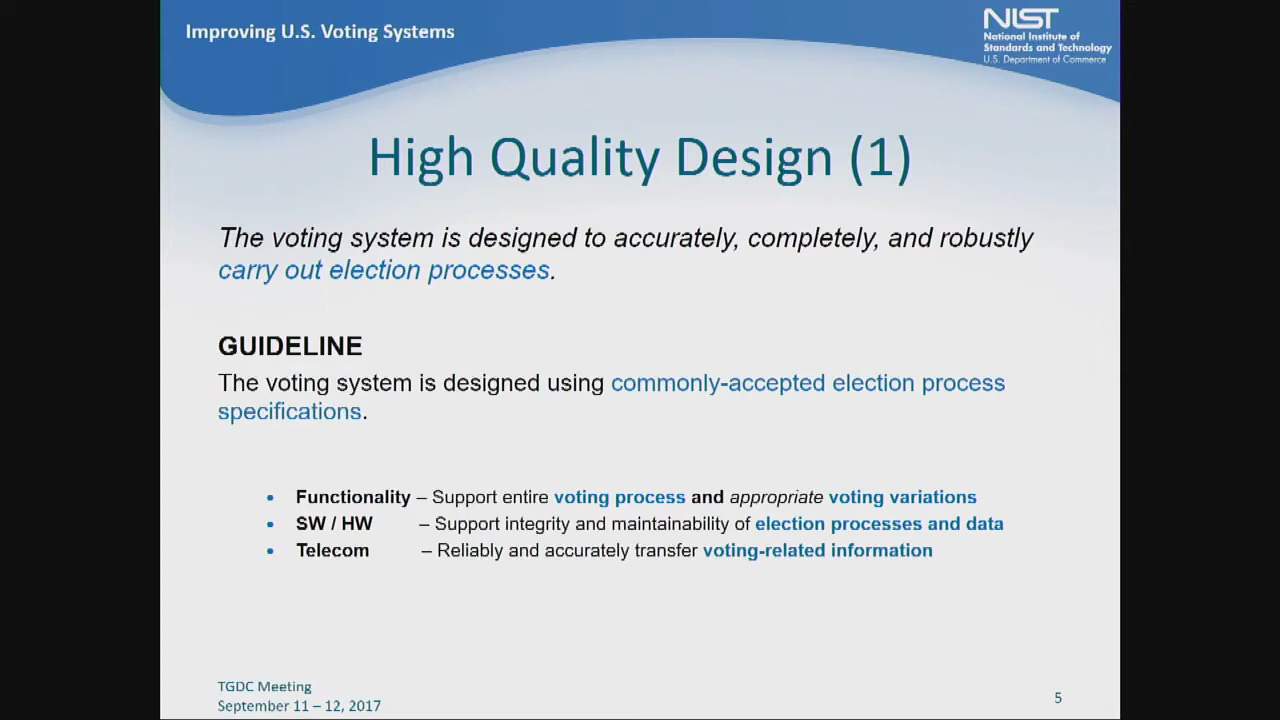 Improving U.S. Voting Systems
NIST
National Institute of
Standards and Technology
U.S. Department of Commerce
High Quality Design (1)
The voting system is designed to accurately, completely, and robustly
carry out election processes.
GUIDELINE
The voting system is designed using commonly-accepted election process
specifications.
• Functionality – Support entire voting process and appropriate voting variations
• SW / HW – Support integrity and maintainability of election processes and data
• Telecom – Reliably and accurately transfer voting-related information
TGDC Meeting
September 11 – 12, 2017
5